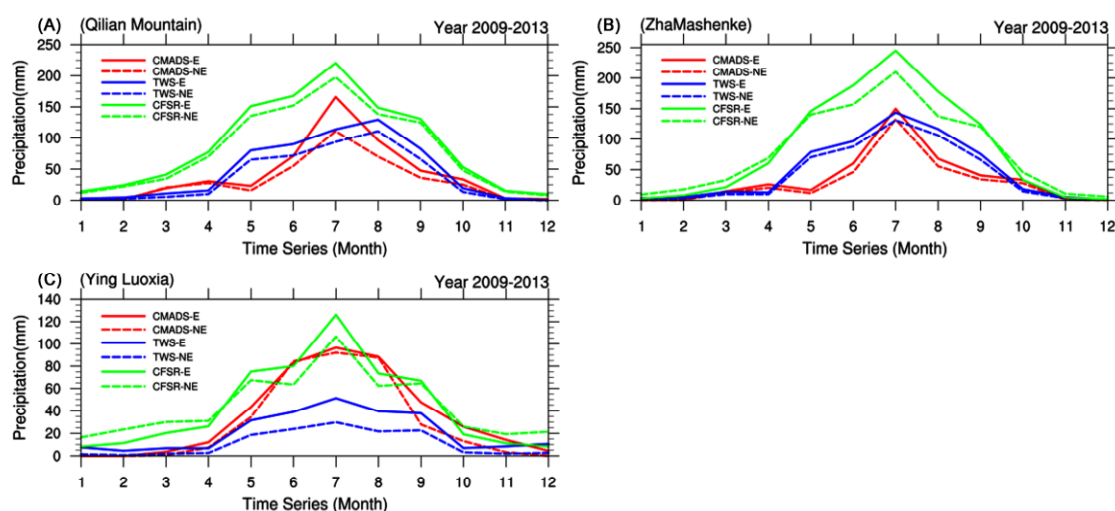 (A) (Qilian Mountain) Year 2009-2013
250
200
150
100
50
0
Precipitation(mm)
CMADS-E
CMADS-NE
TWS-E
TWS-NE
CFSR-E
CFSR-NE
1 2 3 4 5 6 7 8 9 10 11 12
Time Series (Month)
(B) (ZhaMashenke) Year 2009-2013
250
200
150
100
50
0
Precipitation(mm)
CMADS-E
CMADS-NE
TWS-E
TWS-NE
CFSR-E
CFSR-NE
1 2 3 4 5 6 7 8 9 10 11 12
Time Series (Month)
(C) (Ying Luoxia) Year 2009-2013
140
120
100
80
60
40
20
0
Precipitation(mm)
CMADS-E
CMADS-NE
TWS-E
TWS-NE
CFSR-E
CFSR-NE
1 2 3 4 5 6 7 8 9 10 11 12
Time Series (Month)